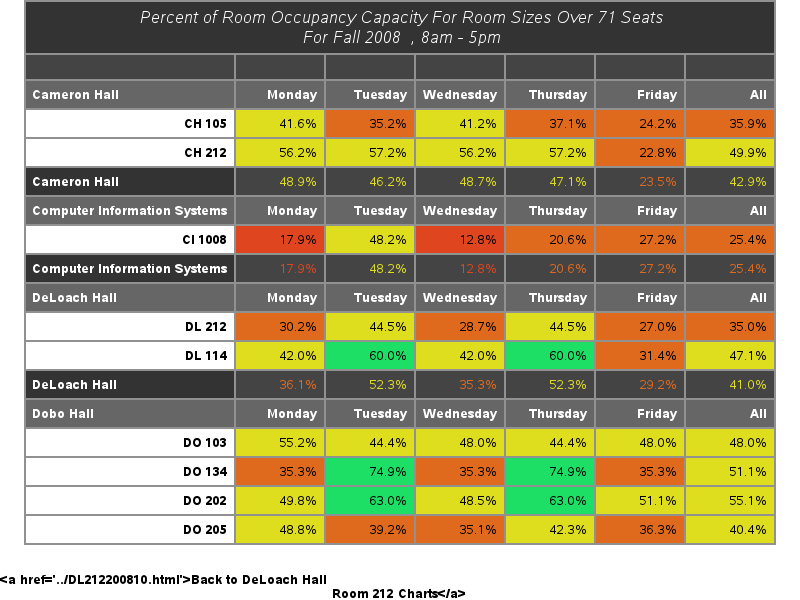 Percent of Room Occupancy Capacity For Room Sizes Over 71 Seats
For Fall 2008 , 8am - 5pm
Cameron Hall Monday Tuesday Wednesday Thursday Friday All
CH 105 41.6% 35.2% 41.2% 37.1% 24.2% 35.9%
CH 212 56.2% 57.2% 56.2% 57.2% 22.8% 49.9%
Cameron Hall 48.9% 46.2% 48.7% 47.1% 23.5% 42.9%
Computer Information Systems Monday Tuesday Wednesday Thursday Friday All
CI 1008 17.9% 48.2% 12.8% 20.6% 27.2% 25.4%
Computer Information Systems 17.9% 48.2% 12.8% 20.6% 27.2% 25.4%
DeLoach Hall Monday Tuesday Wednesday Thursday Friday All
DL 212 30.2% 44.5% 28.7% 44.5% 27.0% 35.0%
DL 114 42.0% 60.0% 42.0% 60.0% 31.4% 47.1%
DeLoach Hall 36.1% 52.3% 35.3% 52.3% 29.2% 41.0%
Dobo Hall Monday Tuesday Wednesday Thursday Friday All
DO 103 55.2% 44.4% 48.0% 44.4% 48.0% 48.0%
DO 134 35.3% 74.9% 35.3% 74.9% 35.3% 51.1%
DO 202 49.8% 63.0% 48.5% 63.0% 51.1% 55.1%
DO 205 48.8% 39.2% 35.1% 42.3% 36.3% 40.4%
<a href='../DL212200810.html'>Back to DeLoach Hall
Room 212 Charts</a>